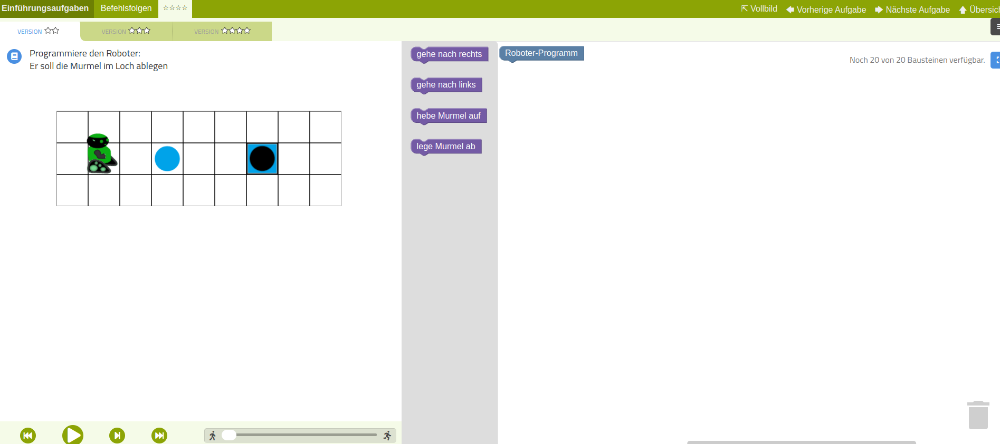 Einführungsaufgaben Befehlsfolgen ☆☆☆☆ Vollbild Vorherige Aufgabe Nächste Aufgabe
VERSION ☆☆ VERSION ☆☆☆ VERSION ☆☆☆☆
Programmiere den Roboter:
Er soll die Murmel im Loch ablegen
gehe nach rechts
gehe nach links
hebe Murmel auf
lege Murmel ab
Roboter-Programm
Noch 20 von 20 Bausteinen verfügbar.